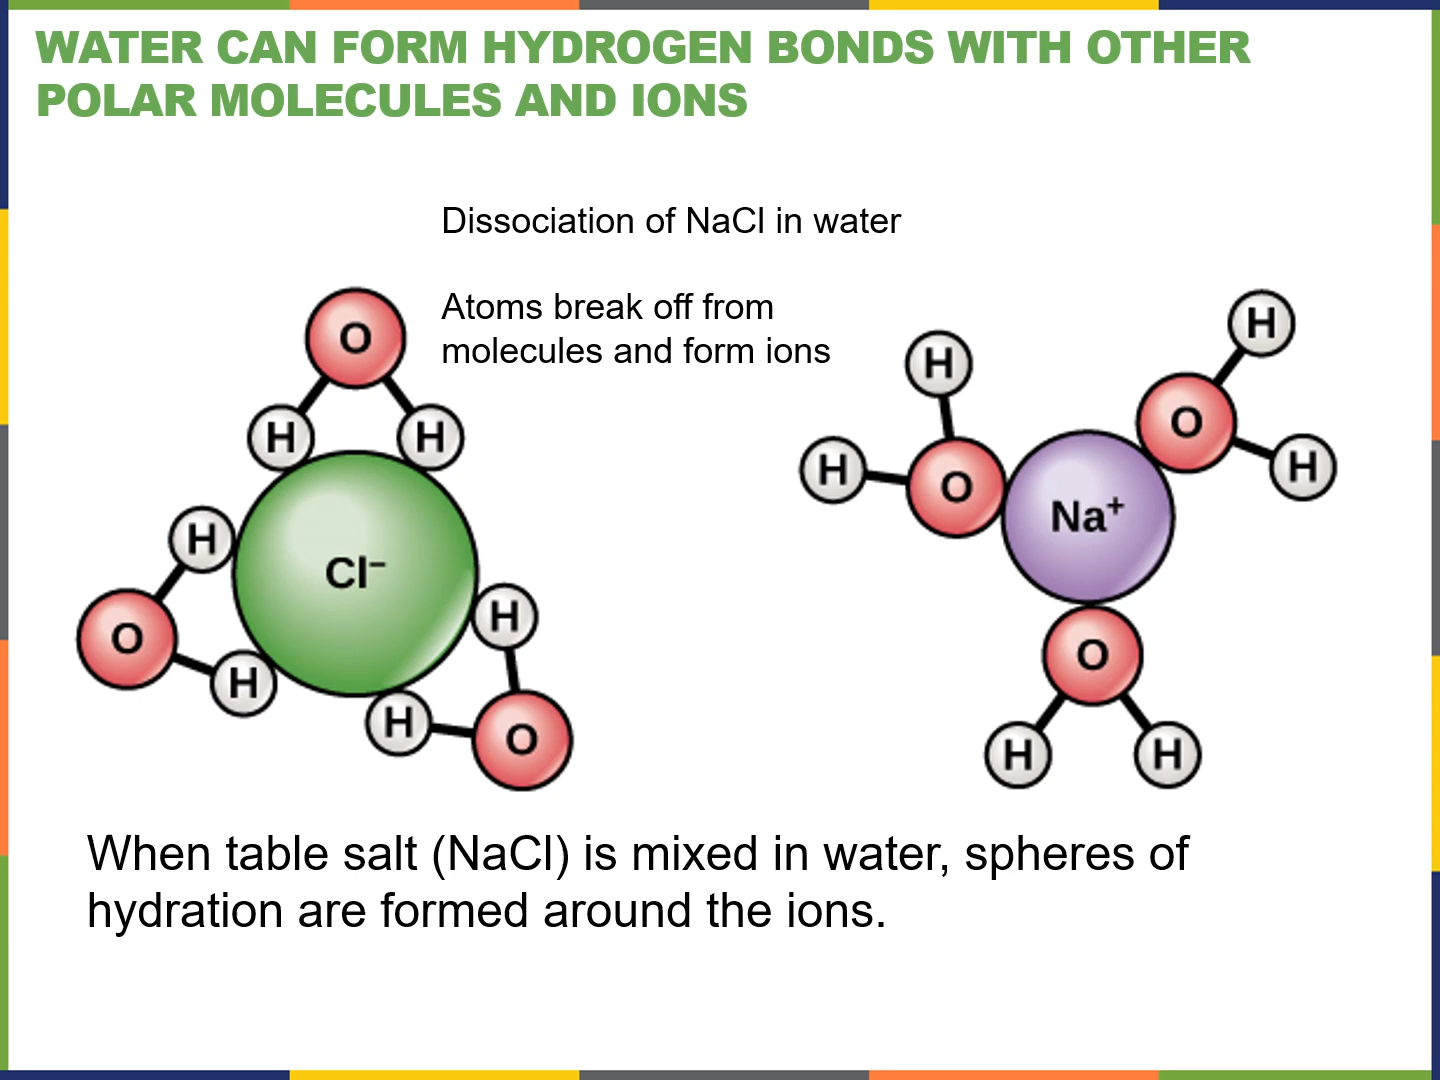 WATER CAN FORM HYDROGEN BONDS WITH OTHER
POLAR MOLECULES AND IONS
Dissociation of NaCl in water
Atoms break off from
molecules and form ions
O
H H
H
Cl⁻
O
H
H
H
O
H
H
H
O
H
O
Na⁺
H
O
H H
When table salt (NaCl) is mixed in water, spheres of
hydration are formed around the ions.